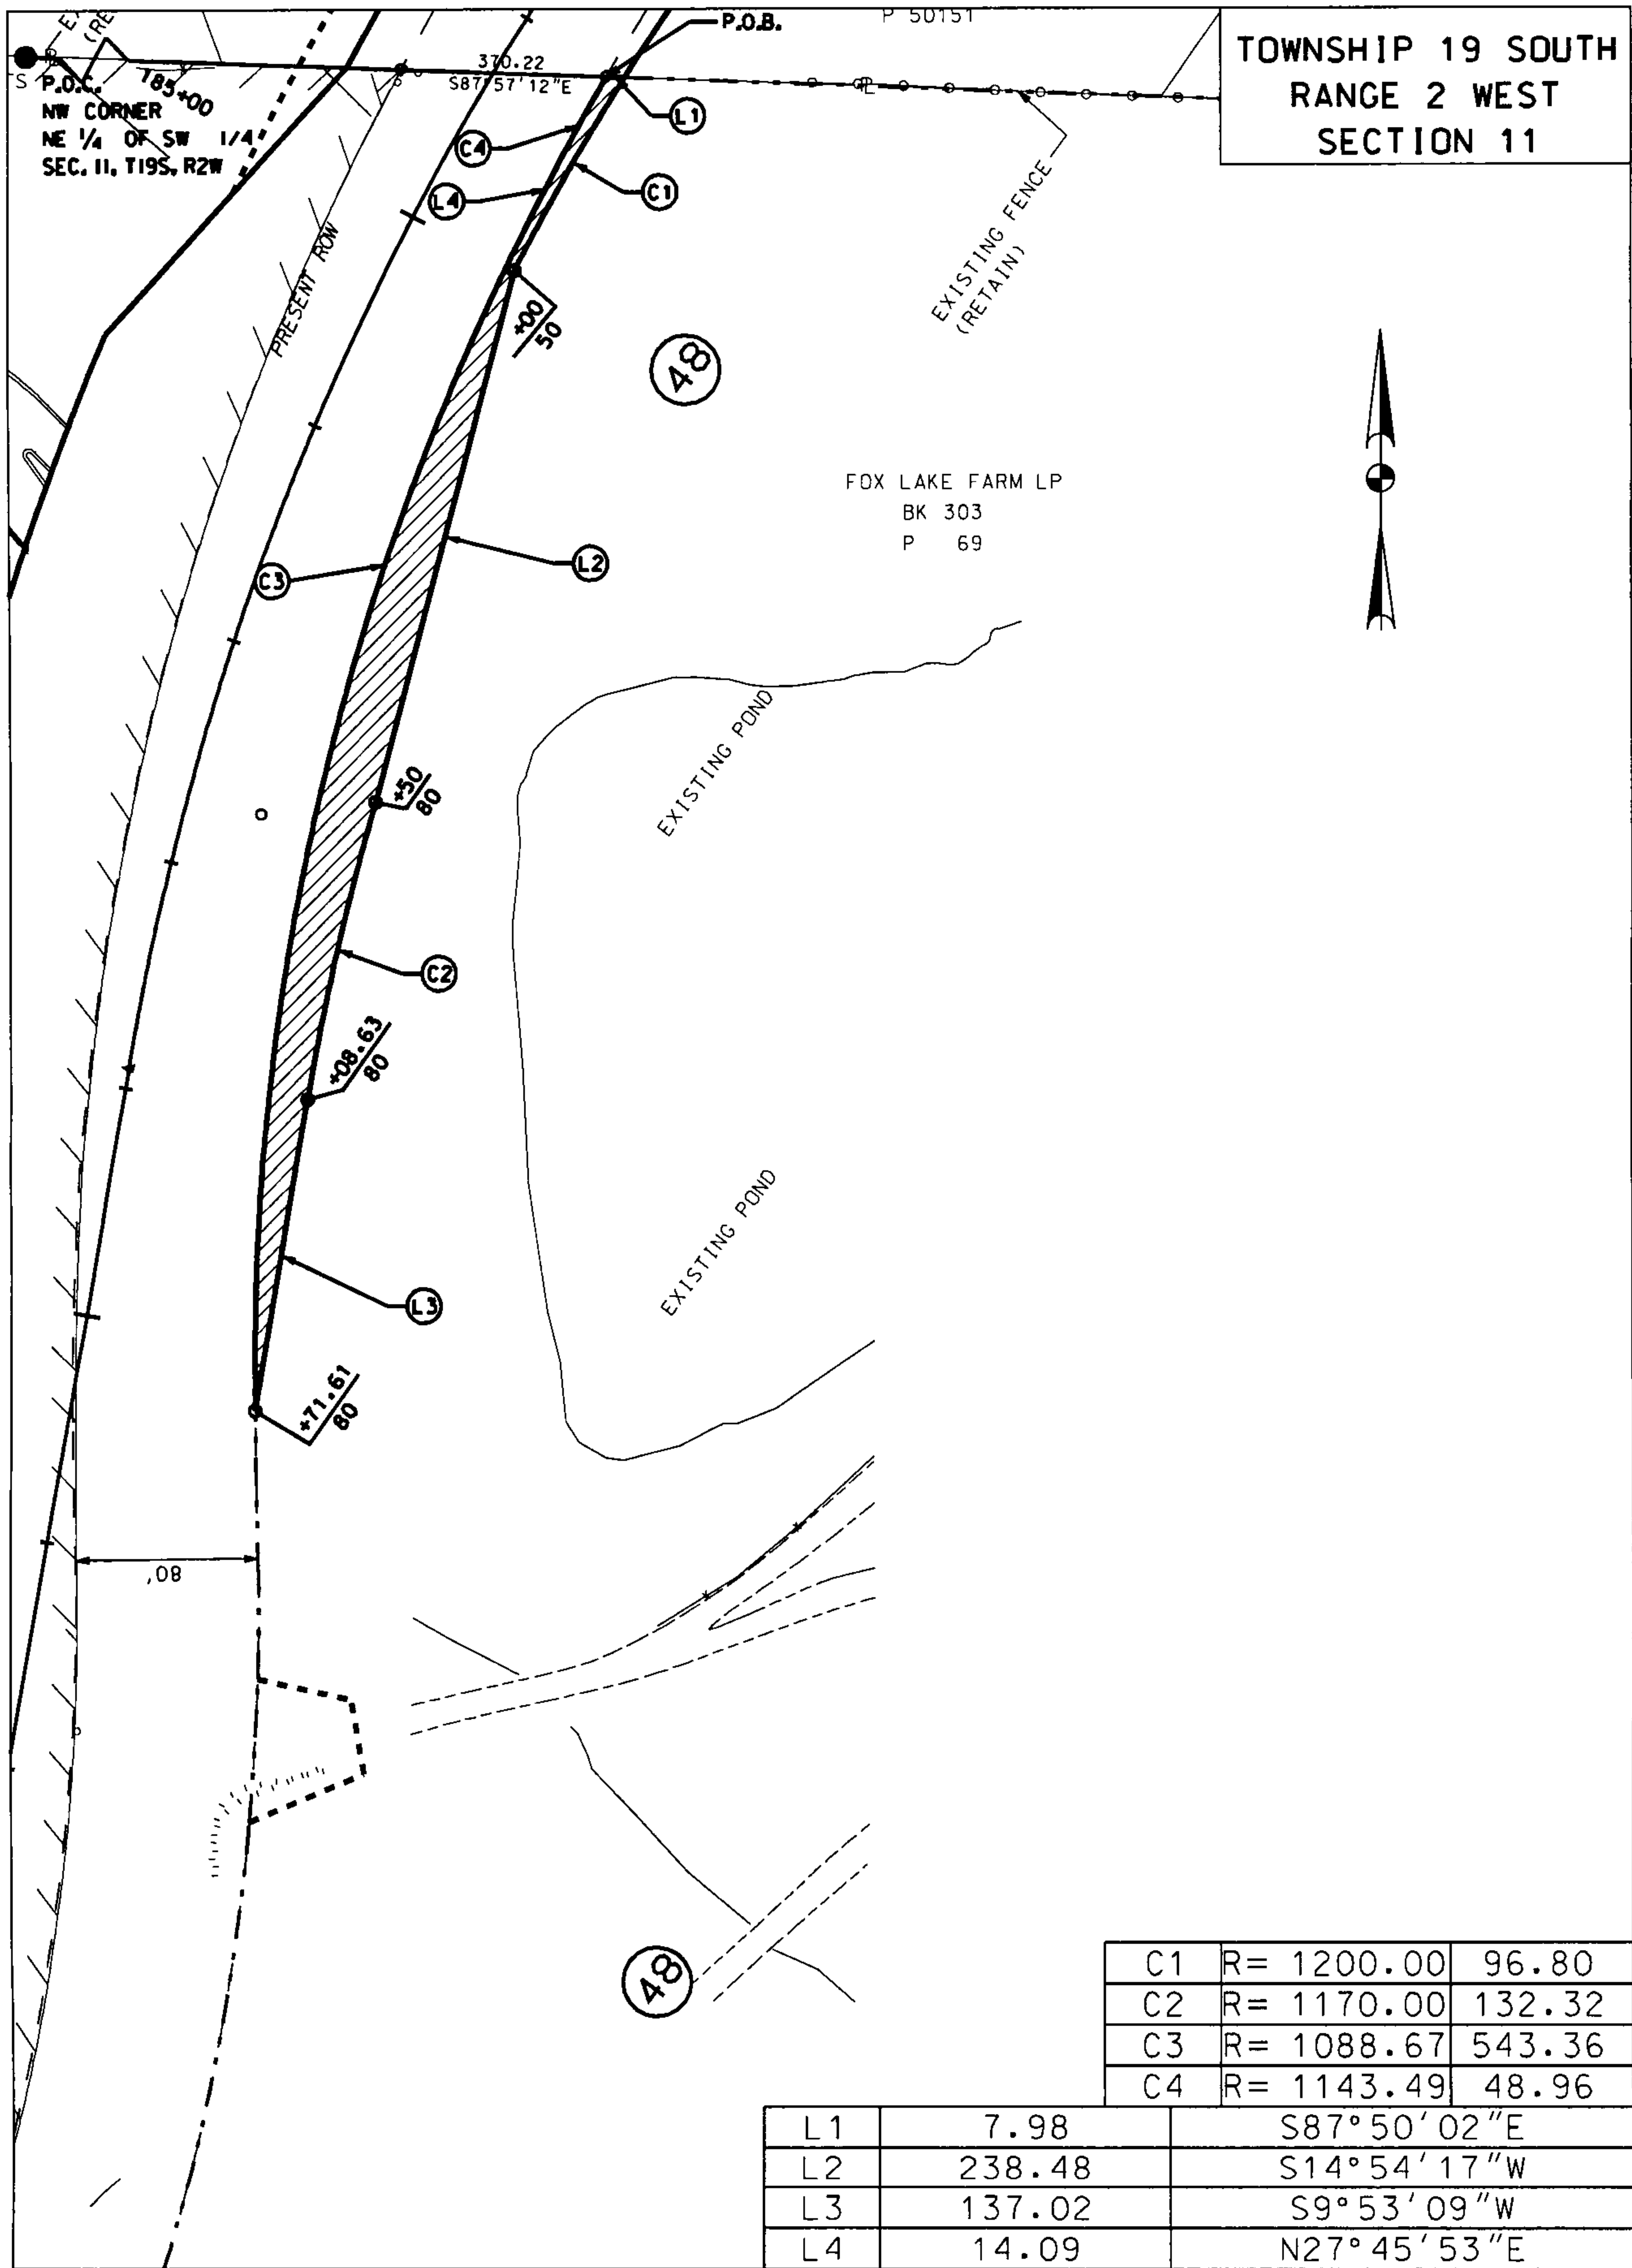 P.O.B.
P 50151
TOWNSHIP 19 SOUTH
RANGE 2 WEST
SECTION 11
370.22
S87°57'12"E
185+00
S
P.O.C.
NW CORNER
NE 1/4 OF SW 1/4
SEC. 11, T19S, R2W
L1
C4
L4
C1
PRESENT ROW
EXISTING FENCE
(RETAIN)
+00
50
48
FOX LAKE FARM LP
BK 303
P 69
C3
L2
EXISTING POND
+50
80
C2
+08.63
80
EXISTING POND
L3
+71.61
80
80'
48
C1 R= 1200.00 96.80
C2 R= 1170.00 132.32
C3 R= 1088.67 543.36
C4 R= 1143.49 48.96
L1 7.98 S87°50'02"E
L2 238.48 S14°54'17"W
L3 137.02 S9°53'09"W
L4 14.09 N27°45'53"E